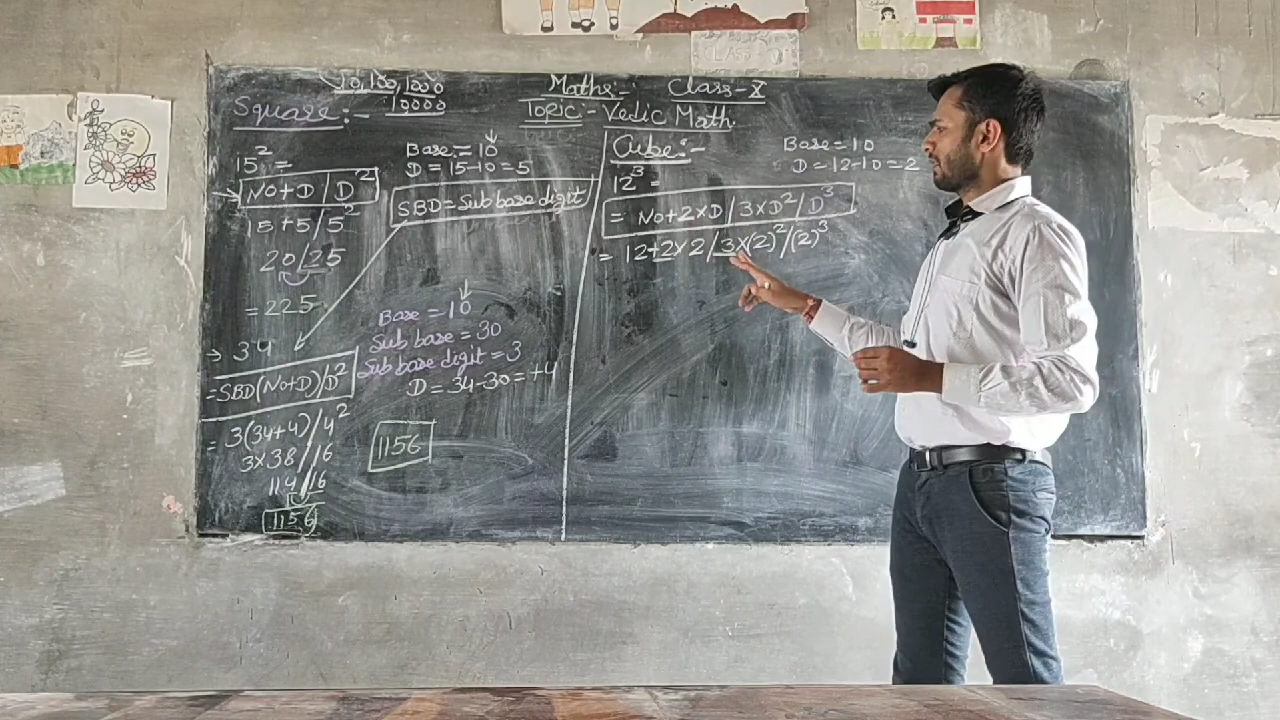 CLASS
10, 100, 1000
10000
Maths:- Class-X
Topic:- Vedic Math
Square:-
15² =
Base:= 10
D = 15-10 = 5
No+D / D²
SBD = Sub base digit
15+5/5²
20/25
= 225
→ 34
Base = 10
Sub base = 30
Sub base digit = 3
D = 34-30 = +4
= SBD(No+D)/D²
= 3(34+4)/4²
3×38/16
114/16
1156
1156
Cube:-
Base = 10
D = 12-10 = 2
12³ =
= No+2×D / 3×D² / D³
= 12+2×2/3×(2)²/(2)³